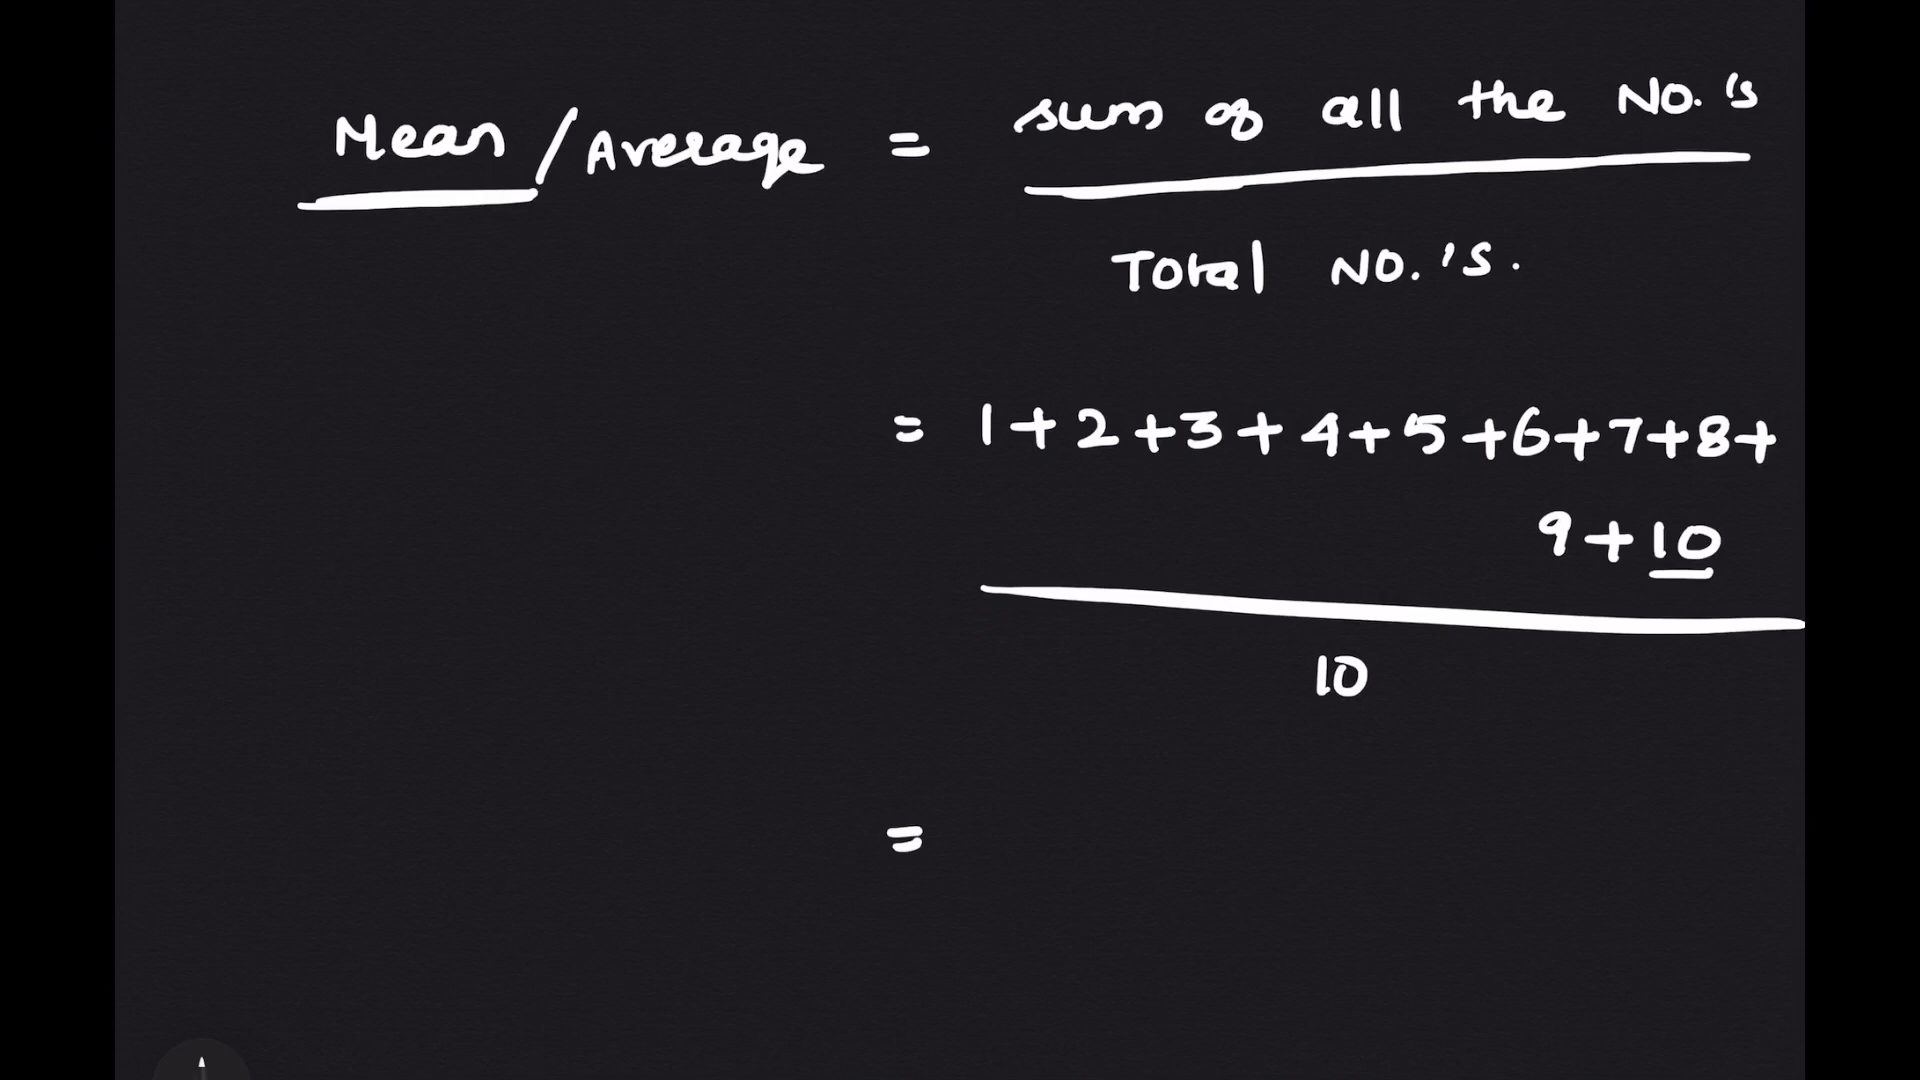 Mean / Average = sum of all the No.'s
Total No.'s.
= 1+2+3+4+5+6+7+8+
9+10
10
=